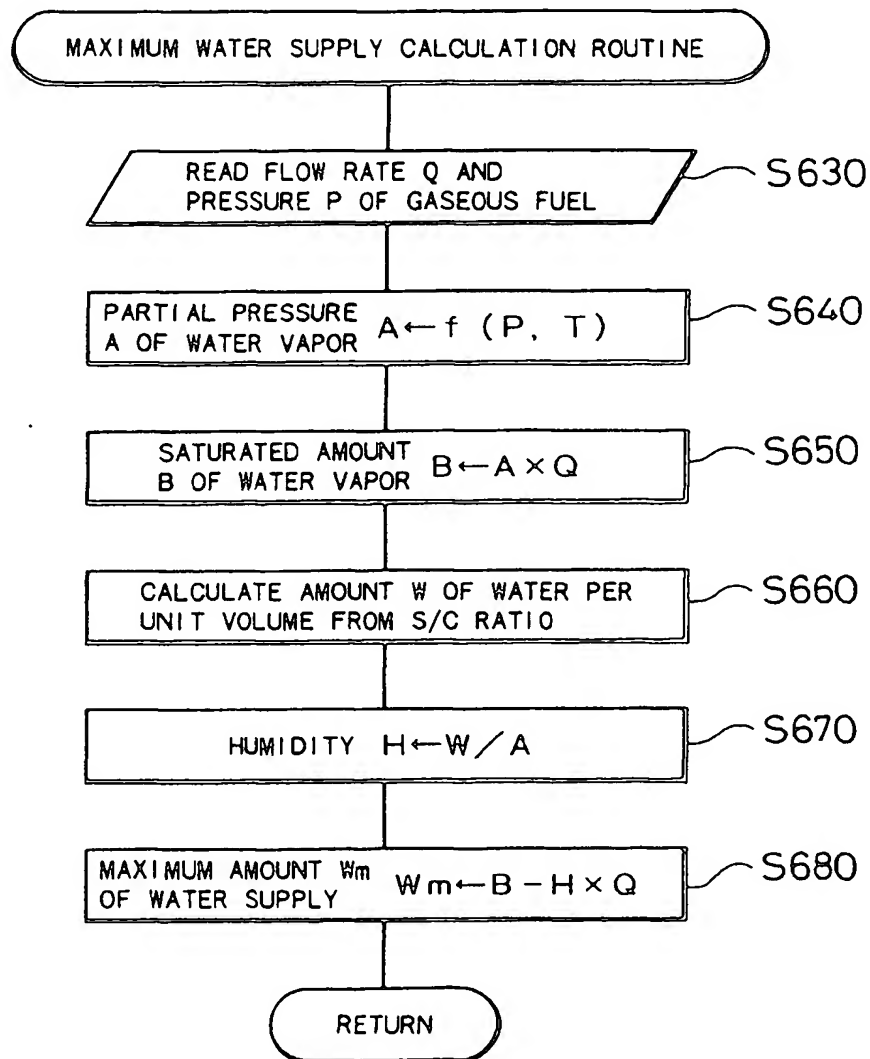 MAXIMUM WATER SUPPLY CALCULATION ROUTINE
READ FLOW RATE Q AND
PRESSURE P OF GASEOUS FUEL
S630
PARTIAL PRESSURE
A OF WATER VAPOR A←f (P, T)
S640
SATURATED AMOUNT
B OF WATER VAPOR B←A×Q
S650
CALCULATE AMOUNT W OF WATER PER
UNIT VOLUME FROM S/C RATIO
S660
HUMIDITY H←W/A
S670
MAXIMUM AMOUNT Wm
OF WATER SUPPLY Wm←B-H×Q
S680
RETURN